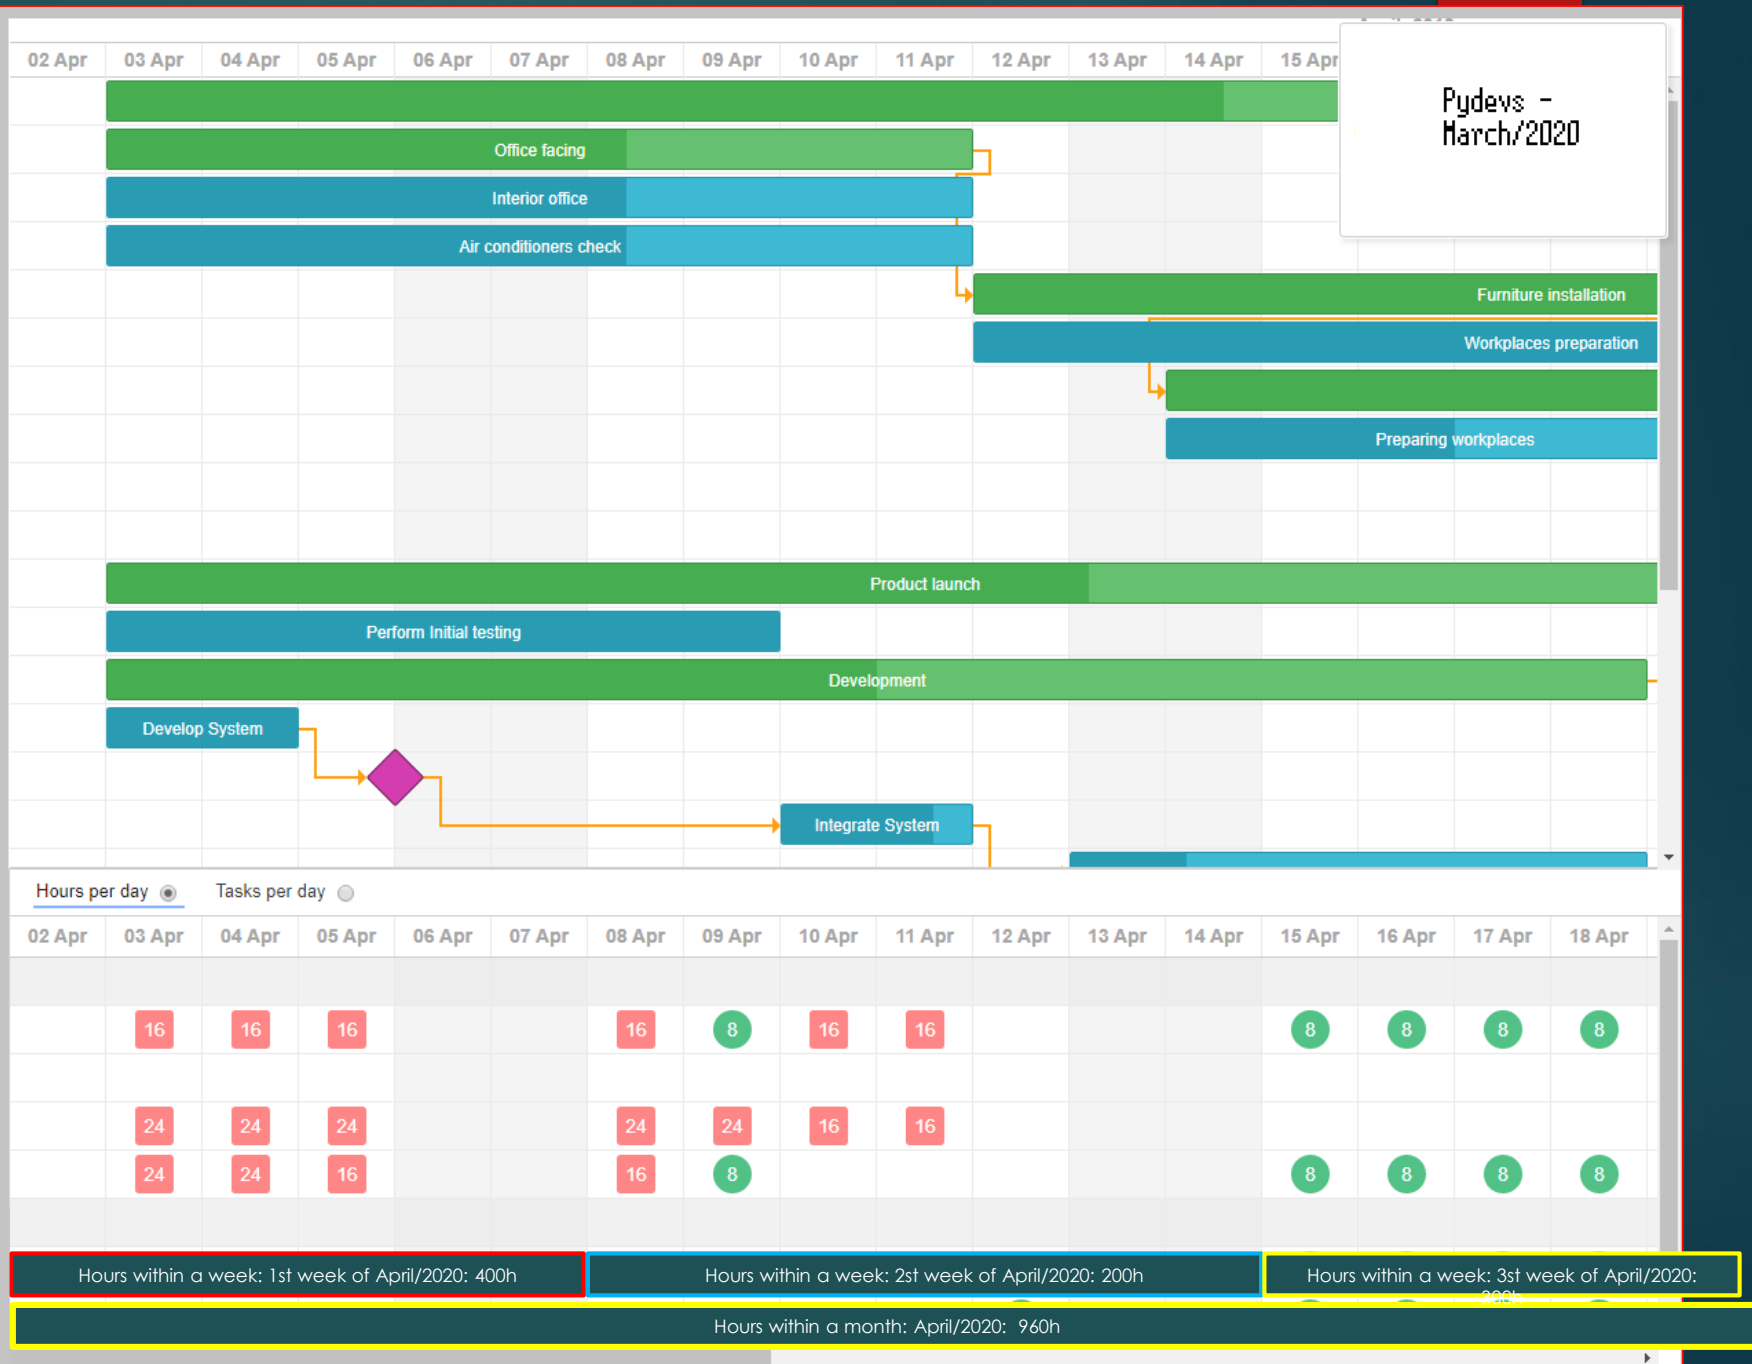 02 Apr 03 Apr 04 Apr 05 Apr 06 Apr 07 Apr 08 Apr 09 Apr 10 Apr 11 Apr 12 Apr 13 Apr 14 Apr 15 Apr
Pydevs -
March/2020
Office facing
Interior office
Air conditioners check
Furniture installation
Workplaces preparation
Preparing workplaces
Product launch
Perform Initial testing
Development
Develop System
Integrate System
Hours per day Tasks per day
02 Apr 03 Apr 04 Apr 05 Apr 06 Apr 07 Apr 08 Apr 09 Apr 10 Apr 11 Apr 12 Apr 13 Apr 14 Apr 15 Apr 16 Apr 17 Apr 18 Apr
16 16 16 16 8 16 16 8 8 8 8
24 24 24 24 24 16 16
24 24 16 16 8 8 8 8 8
Hours within a week: 1st week of April/2020: 400h Hours within a week: 2st week of April/2020: 200h Hours within a week: 3st week of April/2020:
Hours within a month: April/2020: 960h